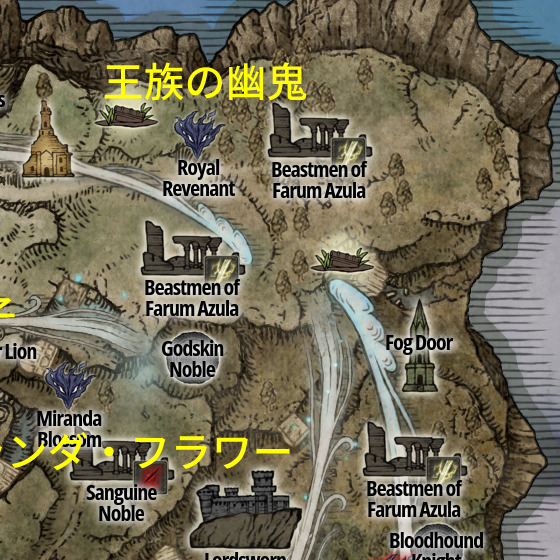 王族の幽鬼
Royal
Revenant
Beastmen of
Farum Azula
Beastmen of
Farum Azula
Fog Door
Lion
Godskin
Noble
Miranda
Blossom
ンダ・フラワー
Sanguine
Noble
Beastmen of
Farum Azula
Lordsworn
Bloodhound
Knight